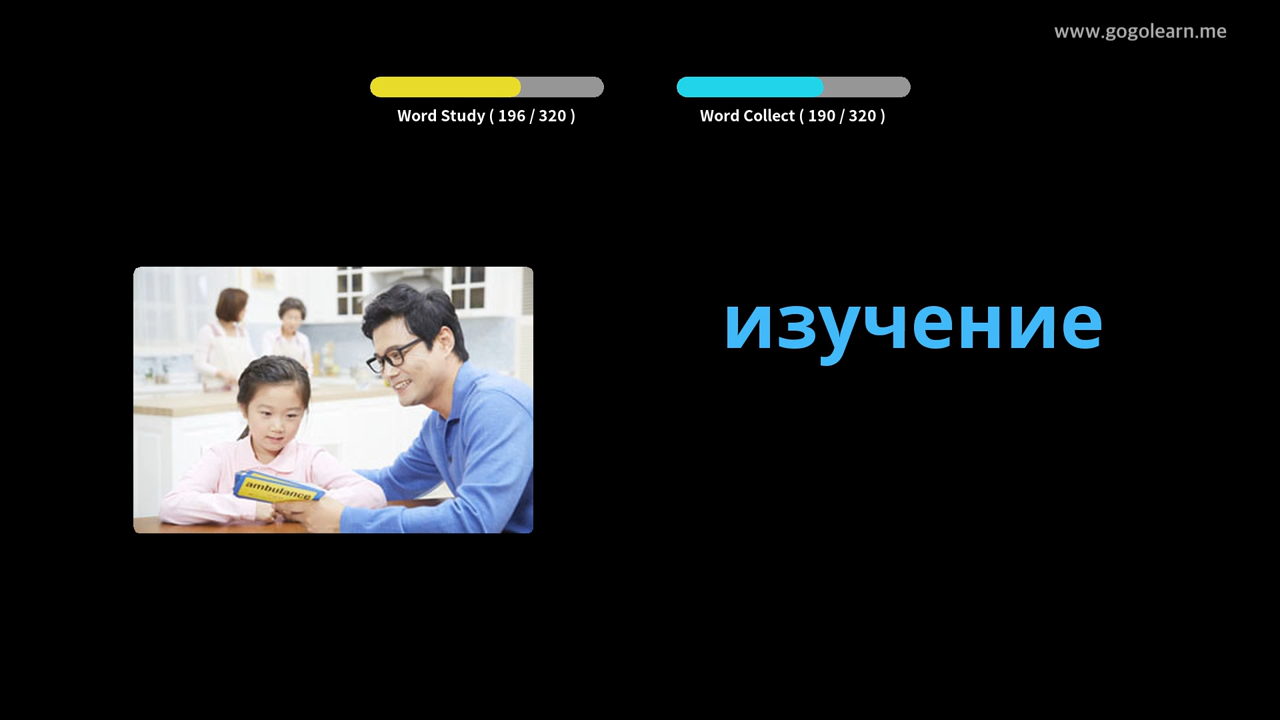 www.gogolearn.me
Word Study ( 196 / 320 )
Word Collect ( 190 / 320 )
изучение
ambulance